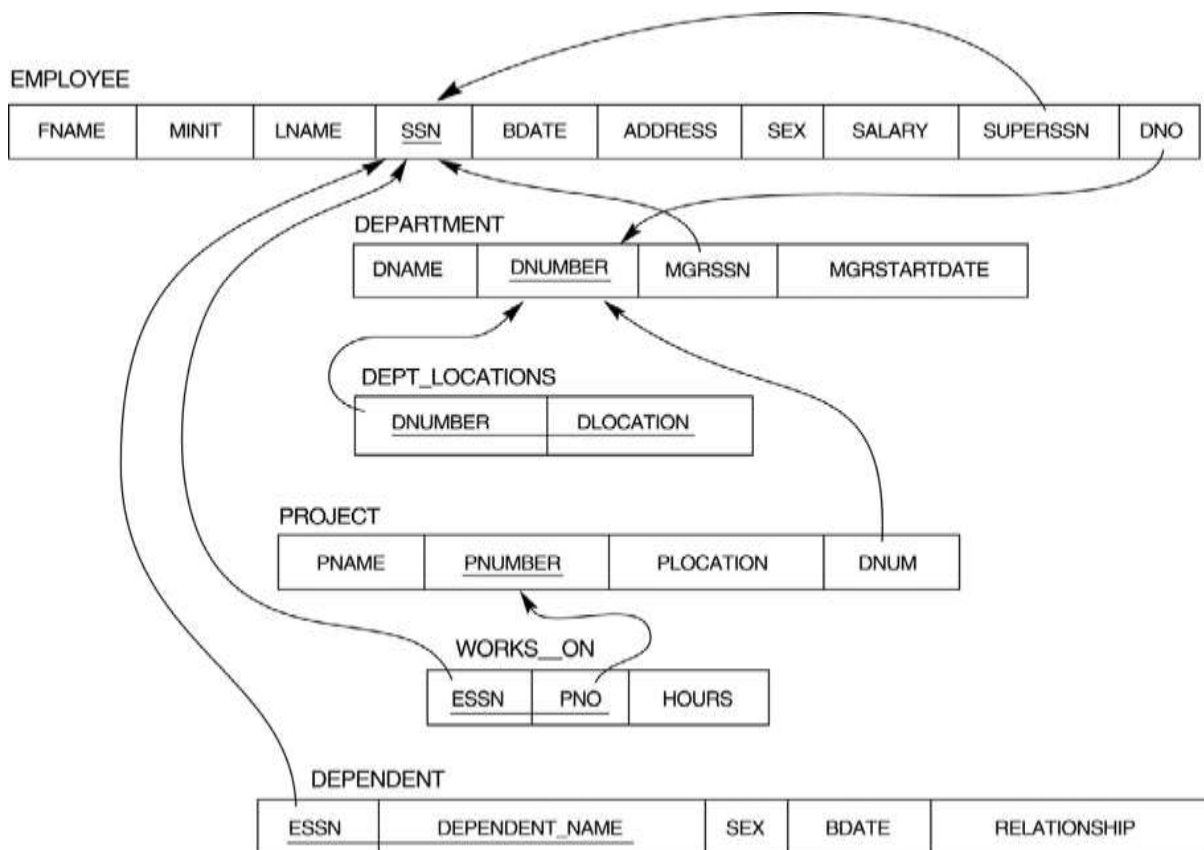 EMPLOYEE
FNAME MINIT LNAME SSN BDATE ADDRESS SEX SALARY SUPERSSN DNO
DEPARTMENT
DNAME DNUMBER MGRSSN MGRSTARTDATE
DEPT_LOCATIONS
DNUMBER DLOCATION
PROJECT
PNAME PNUMBER PLOCATION DNUM
WORKS__ON
ESSN PNO HOURS
DEPENDENT
ESSN DEPENDENT_NAME SEX BDATE RELATIONSHIP